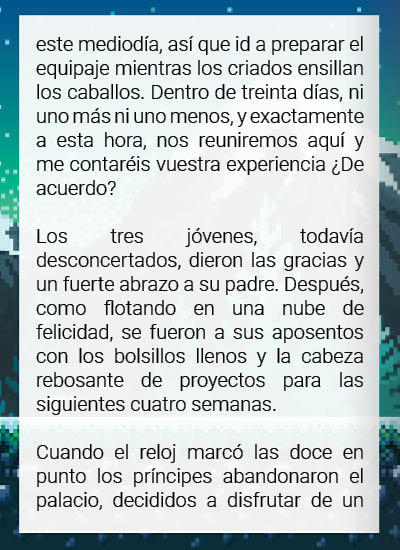 este mediodía, así que id a preparar el
equipaje mientras los criados ensillan
los caballos. Dentro de treinta días, ni
uno más ni uno menos, y exactamente
a esta hora, nos reuniremos aquí y
me contaréis vuestra experiencia ¿De
acuerdo?
Los tres jóvenes, todavía
desconcertados, dieron las gracias y
un fuerte abrazo a su padre. Después,
como flotando en una nube de
felicidad, se fueron a sus aposentos
con los bolsillos llenos y la cabeza
rebosante de proyectos para las
siguientes cuatro semanas.
Cuando el reloj marcó las doce en
punto los príncipes abandonaron el
palacio, decididos a disfrutar de un